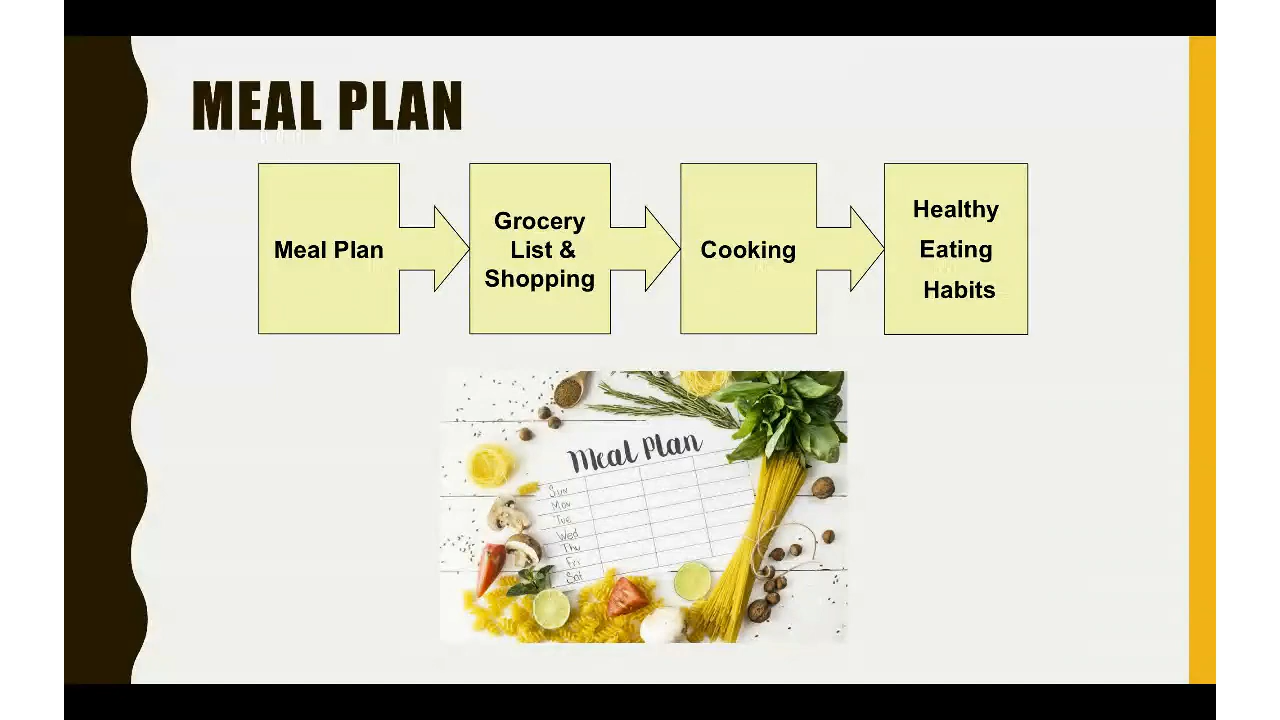 MEAL PLAN
Meal Plan
Grocery
List &
Shopping
Cooking
Healthy
Eating
Habits
Meal Plan
Sun
Mon
Tue
Wed
Thu
Fri
Sat